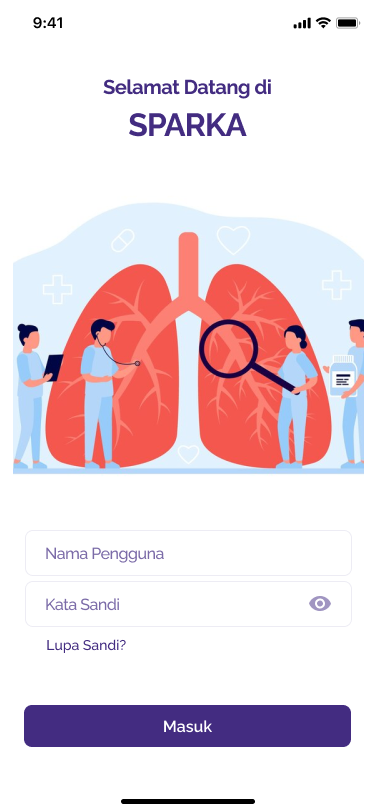 9:41
Selamat Datang di
SPARKA
Nama Pengguna
Kata Sandi
Lupa Sandi?
Masuk